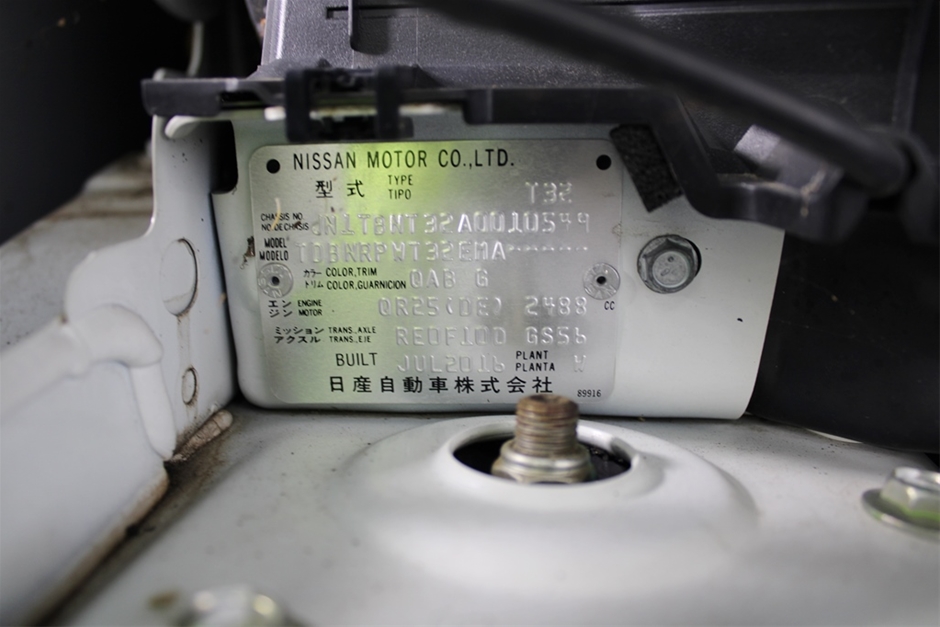 NISSAN MOTOR CO.,LTD.
型式 TYPE TIPO T32
CHASSIS NO. NO.DE CHASIS JN1TBNT32A0010549
MODEL MODELO TDBNRPWT32EMA-----
カラー COLOR,TRIM QAB G
トリム COLOR,GUARNICION
エンジン ENGINE MOTOR QR25(DE) 2488 CC
ミッション TRANS.,AXLE RE0F10D GS56
アクスル TRANS.,EJE
BUILT JUL2016 PLANT PLANTA W
日産自動車株式会社 89916